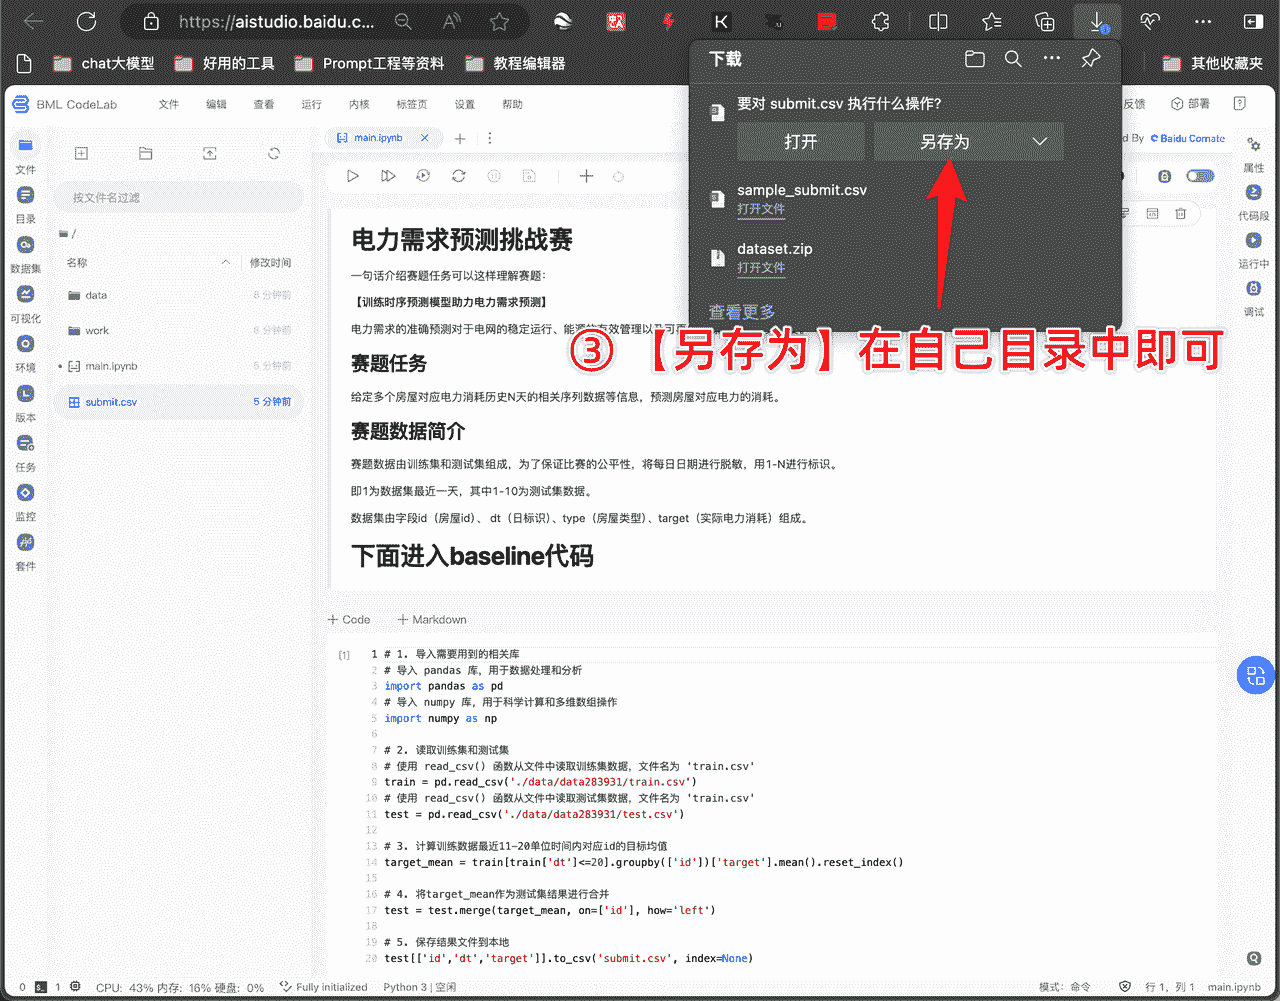 https://aistudio.baidu.c...
chat大模型
好用的工具
Prompt工程等资料
教程编辑器
其他收藏夹
下载
要对 submit.csv 执行什么操作?
打开
另存为
sample_submit.csv
打开文件
dataset.zip
打开文件
查看更多
③ 【另存为】在自己目录中即可
BML CodeLab
文件
编辑
查看
运行
内核
标签页
设置
帮助
反馈
部署
main.ipynb
d By Baidu Comate
文件
目录
数据集
可视化
环境
版本
任务
监控
套件
按文件名过滤
/
名称
修改时间
data
8 分钟前
work
8 分钟前
main.ipynb
5 分钟前
submit.csv
5 分钟前
属性
代码段
运行中
调试
电力需求预测挑战赛
一句话介绍赛题任务可以这样理解赛题：
【训练时序预测模型助力电力需求预测】
电力需求的准确预测对于电网的稳定运行、能源的有效管理以及可
赛题任务
给定多个房屋对应电力消耗历史N天的相关序列数据等信息，预测房屋对应电力的消耗。
赛题数据简介
赛题数据由训练集和测试集组成，为了保证比赛的公平性，将每日日期进行脱敏，用1-N进行标识。
即1为数据集最近一天，其中1-10为测试集数据。
数据集由字段id（房屋id）、dt（日标识）、type（房屋类型）、target（实际电力消耗）组成。
下面进入baseline代码
Code
Markdown
[1]
1 # 1. 导入需要用到的相关库
2 # 导入 pandas 库，用于数据处理和分析
3 import pandas as pd
4 # 导入 numpy 库，用于科学计算和多维数组操作
5 import numpy as np
6
7 # 2. 读取训练集和测试集
8 # 使用 read_csv() 函数从文件中读取训练集数据，文件名为 'train.csv'
9 train = pd.read_csv('./data/data283931/train.csv')
10 # 使用 read_csv() 函数从文件中读取测试集数据，文件名为 'train.csv'
11 test = pd.read_csv('./data/data283931/test.csv')
12
13 # 3. 计算训练数据最近11-20单位时间内对应id的目标均值
14 target_mean = train[train['dt']<=20].groupby(['id'])['target'].mean().reset_index()
15
16 # 4. 将target_mean作为测试集结果进行合并
17 test = test.merge(target_mean, on=['id'], how='left')
18
19 # 5. 保存结果文件到本地
20 test[['id','dt','target']].to_csv('submit.csv', index=None)
0
1
CPU: 43% 内存: 16% 硬盘: 0%
Fully initialized
Python 3 | 空闲
模式: 命令
行 1，列 1
main.ipynb